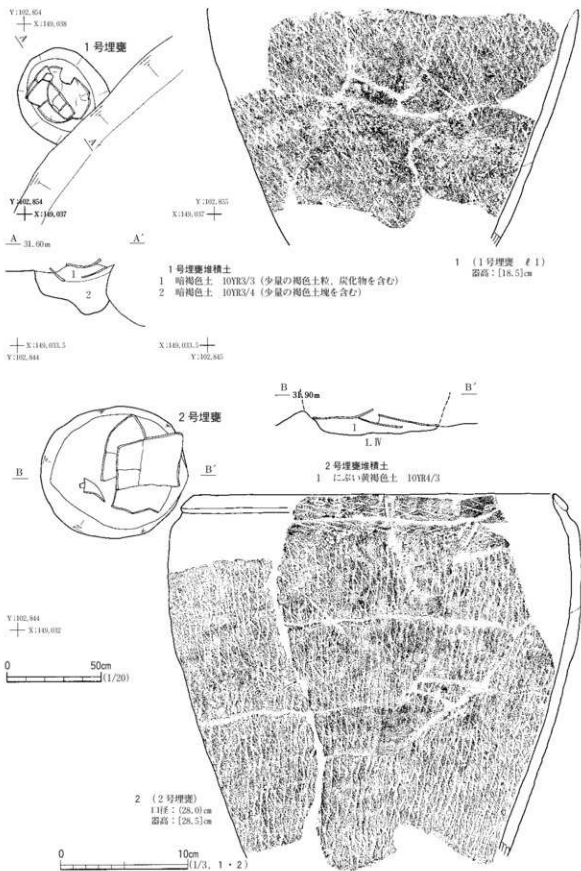 Y:102,854
X:149,038
A′
1号埋甕
A
Y:102,854
X:149,037
Y:102,855
X:149,037
A 31.60m A′
1
2
1号埋甕堆積土
1 暗褐色土 10YR3/3（少量の褐色土粒，炭化物を含む）
2 暗褐色土 10YR3/4（少量の褐色土塊を含む）
1 （1号埋甕 ℓ1）
器高：[18.5]cm
X:149,033.5
Y:102,844
X:149,033.5
Y:102,845
2号埋甕
B B′
B 31.90m B′
1
L.Ⅳ
2号埋甕堆積土
1 にぶい黄褐色土 10YR4/3
Y:102,844
X:149,032
0 50cm
(1/20)
2 （2号埋甕）
口径：(28.0)cm
器高：[28.5]cm
0 10cm
(1/3, 1・2)